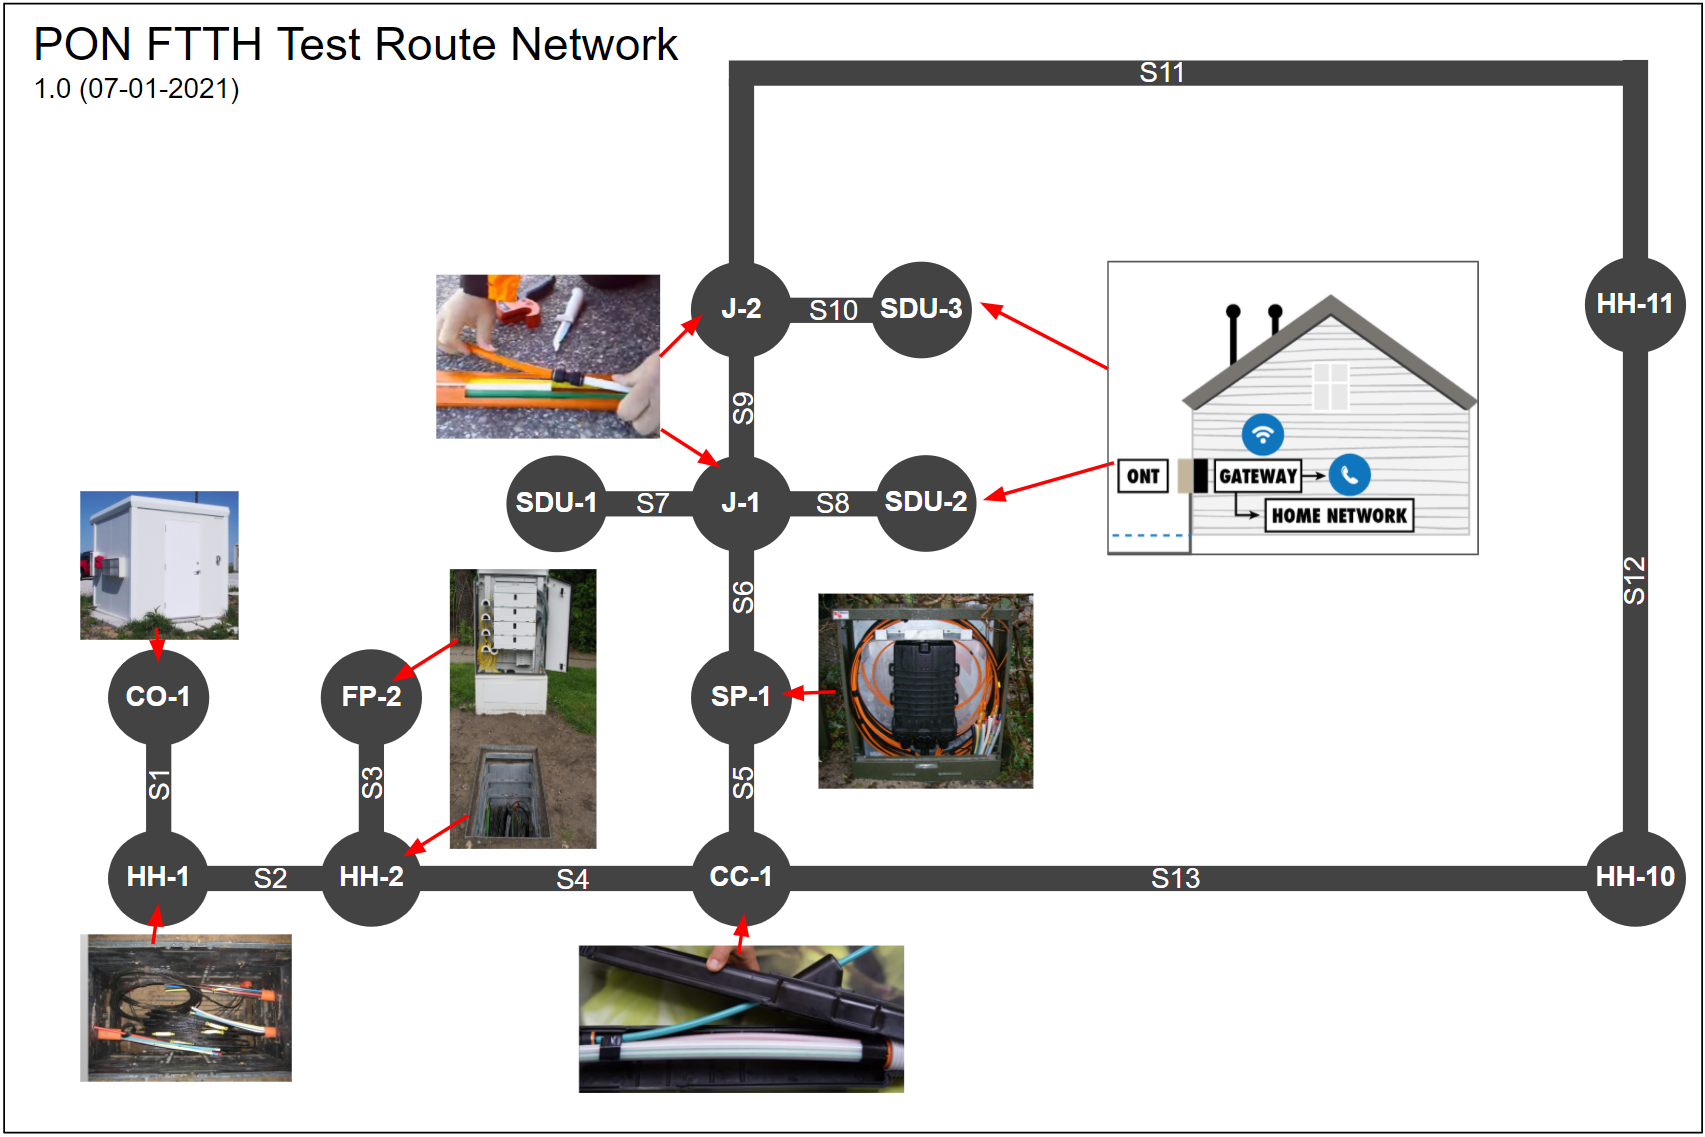 PON FTTH Test Route Network
1.0 (07-01-2021)
S11
J-2
S10
SDU-3
HH-11
S9
SDU-1
S7
J-1
S8
SDU-2
ONT
GATEWAY
HOME NETWORK
S6
S12
CO-1
FP-2
SP-1
S1
S3
S5
HH-1
S2
HH-2
S4
CC-1
S13
HH-10